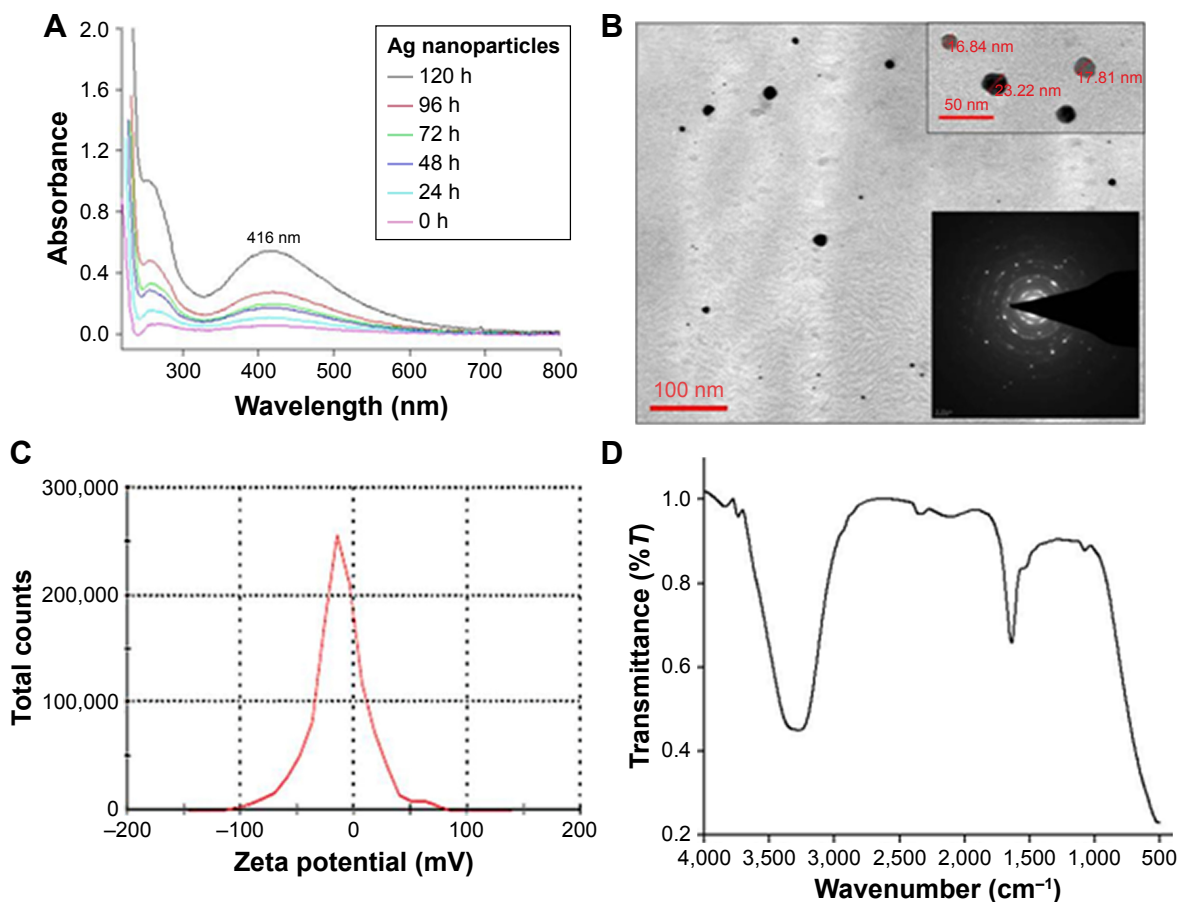 A
2.0
1.6
1.2
0.8
0.4
0.0
Absorbance
300 400 500 600 700 800
Wavelength (nm)
416 nm
Ag nanoparticles
120 h
96 h
72 h
48 h
24 h
0 h
B
16.84 nm
17.81 nm
23.22 nm
50 nm
100 nm
C
300,000
200,000
100,000
0
Total counts
–200 –100 0 100 200
Zeta potential (mV)
D
1.0
0.8
0.6
0.4
0.2
Transmittance (%T)
4,000 3,500 3,000 2,500 2,000 1,500 1,000 500
Wavenumber (cm⁻¹)